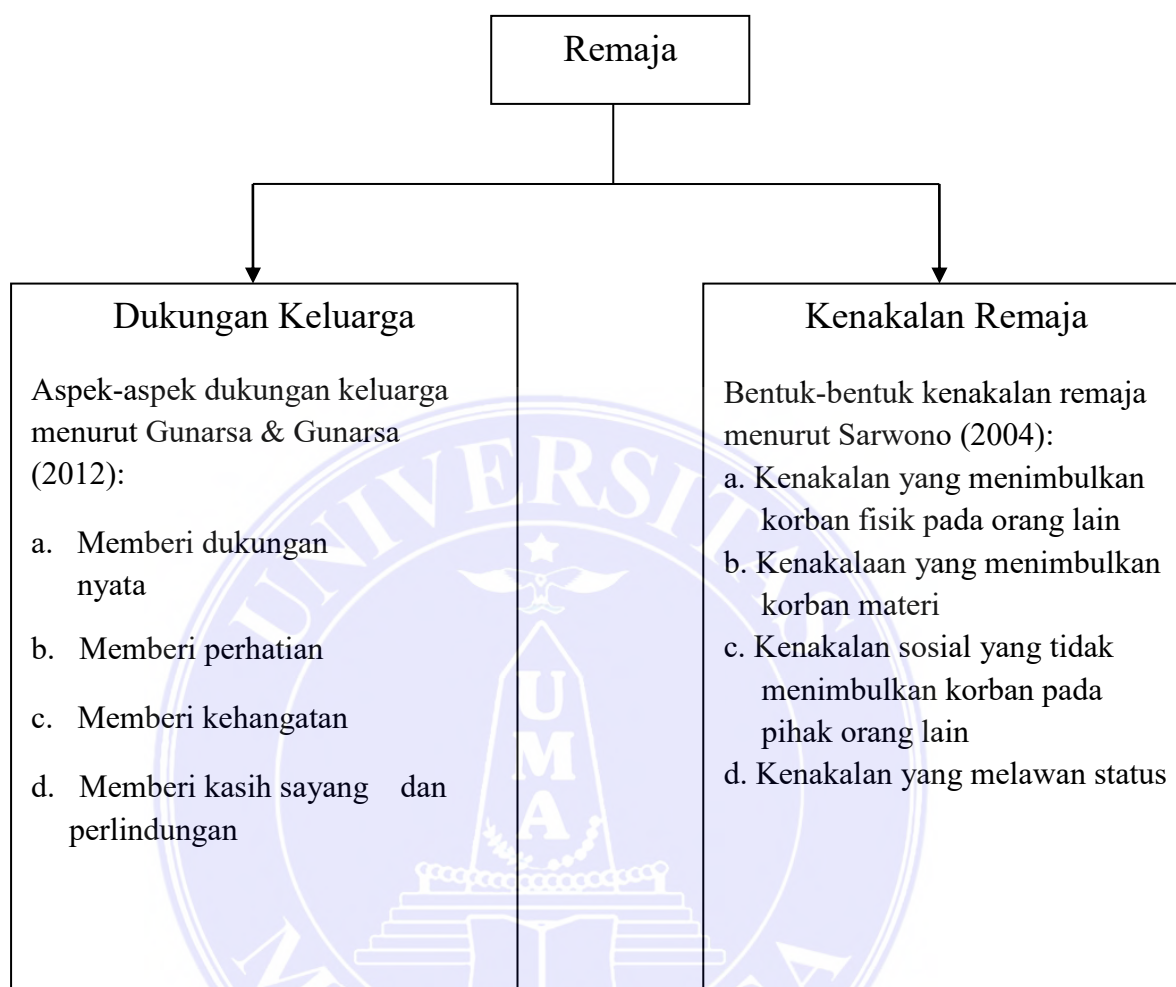 Remaja
Dukungan Keluarga
Aspek-aspek dukungan keluarga
menurut Gunarsa & Gunarsa
(2012):
a. Memberi dukungan
nyata
b. Memberi perhatian
c. Memberi kehangatan
d. Memberi kasih sayang dan
perlindungan
Kenakalan Remaja
Bentuk-bentuk kenakalan remaja
menurut Sarwono (2004):
a. Kenakalan yang menimbulkan
korban fisik pada orang lain
b. Kenakalaan yang menimbulkan
korban materi
c. Kenakalan sosial yang tidak
menimbulkan korban pada
pihak orang lain
d. Kenakalan yang melawan status
UNIVERSITAS
UMA